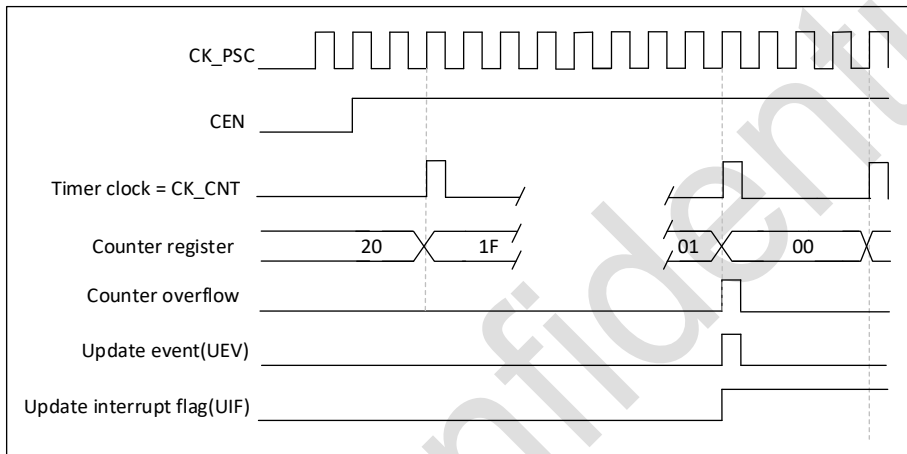 CK_PSC
CEN
Timer clock = CK_CNT
Counter register
20
1F
01
00
Counter overflow
Update event(UEV)
Update interrupt flag(UIF)